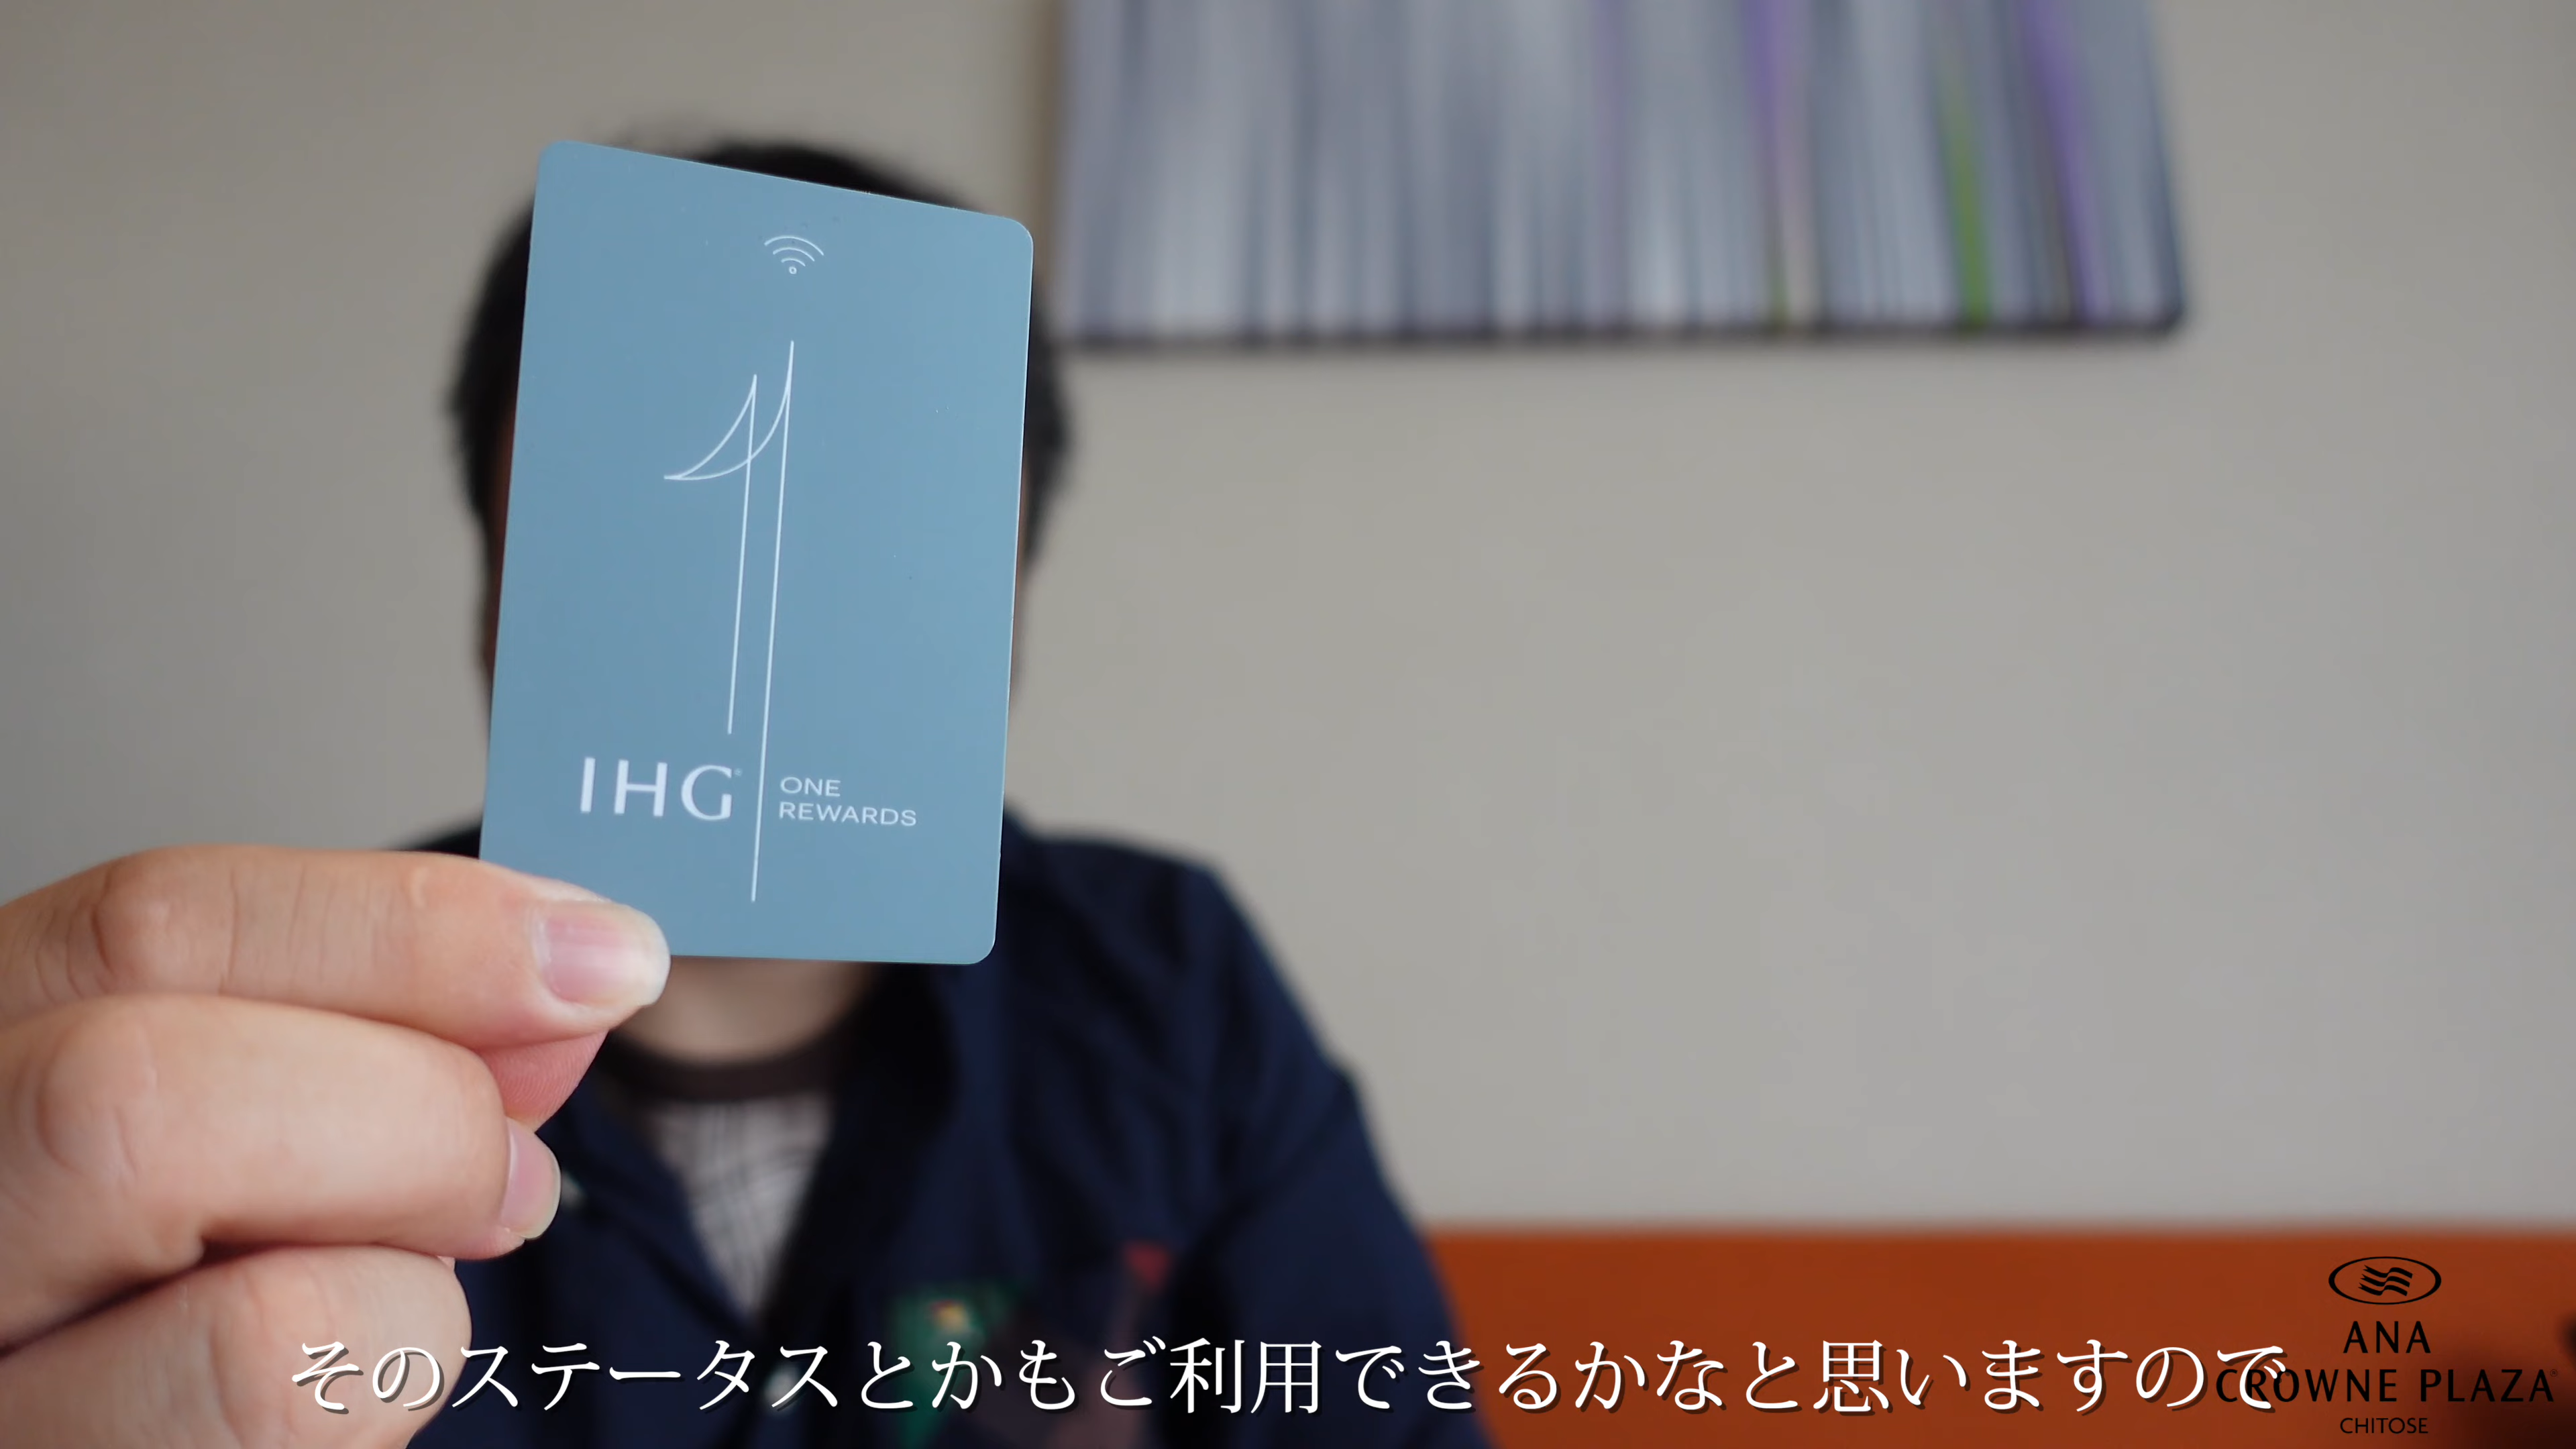 IHG
ONE
REWARDS
そのステータスとかもご利用できるかなと思いますので
ANA
CROWNE PLAZA
CHITOSE